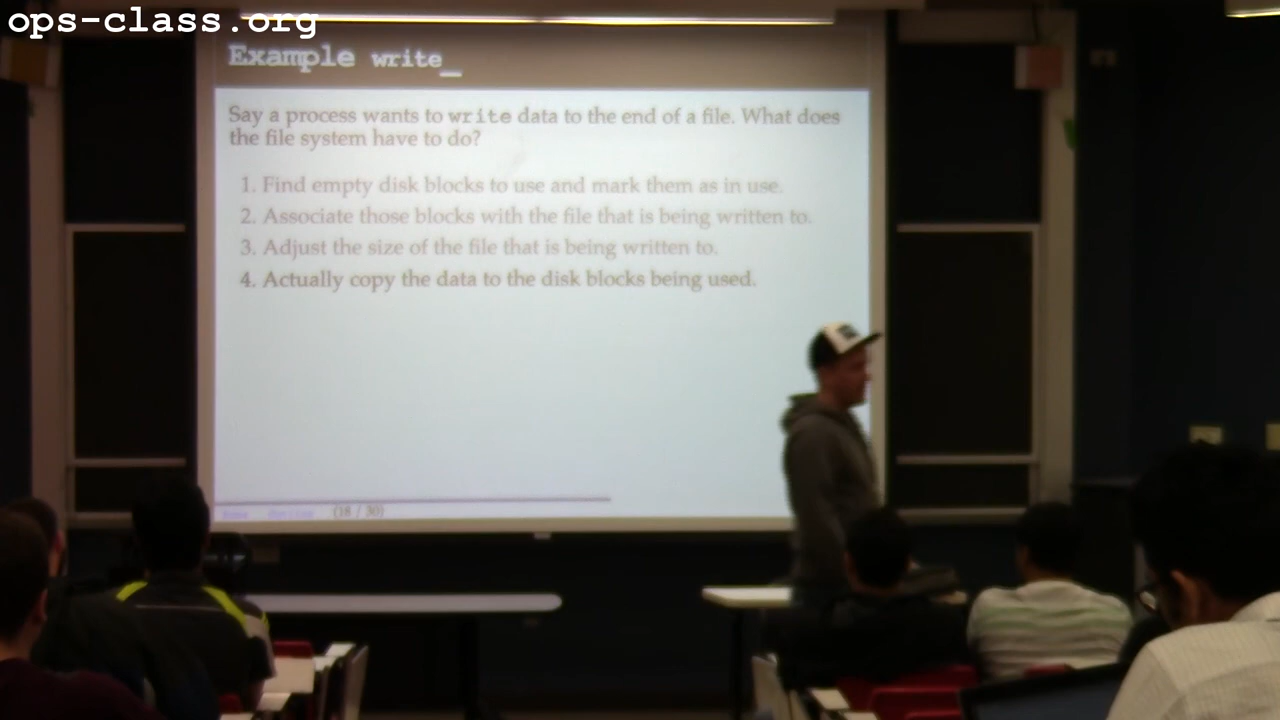 ops-class.org
Example write_
Say a process wants to write data to the end of a file. What does
the file system have to do?
1. Find empty disk blocks to use and mark them as in use.
2. Associate those blocks with the file that is being written to.
3. Adjust the size of the file that is being written to.
4. Actually copy the data to the disk blocks being used.
(18 / 30)